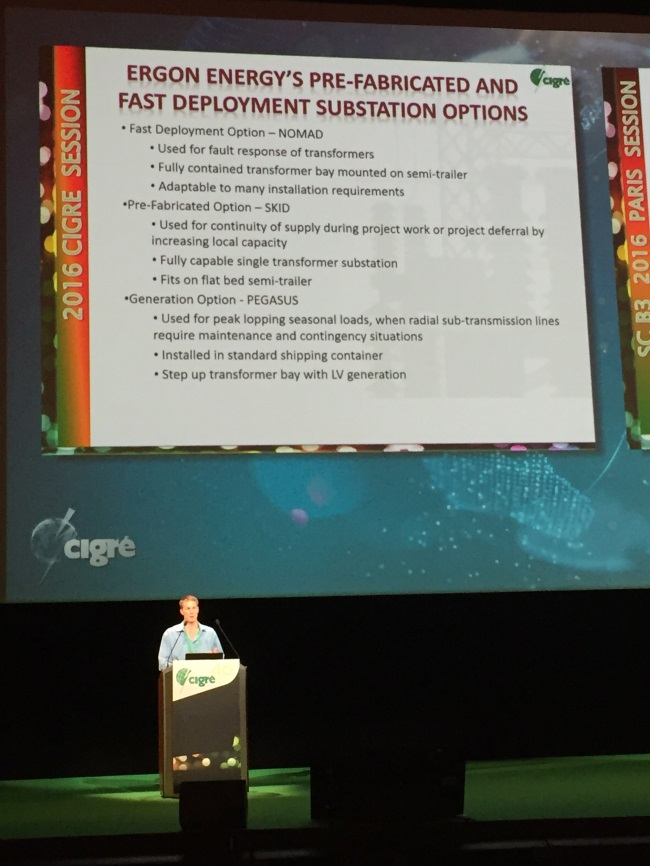 ERGON ENERGY'S PRE-FABRICATED AND
FAST DEPLOYMENT SUBSTATION OPTIONS
cigré
• Fast Deployment Option – NOMAD
• Used for fault response of transformers
• Fully contained transformer bay mounted on semi-trailer
• Adaptable to many installation requirements
•Pre-Fabricated Option – SKID
• Used for continuity of supply during project work or project deferral by
increasing local capacity
• Fully capable single transformer substation
• Fits on flat bed semi-trailer
•Generation Option - PEGASUS
• Used for peak lopping seasonal loads, when radial sub-transmission lines
require maintenance and contingency situations
• Installed in standard shipping container
• Step up transformer bay with LV generation
2016 CIGRE SESSION
SC B3 2016 PARIS SESSION
cigré
cigré